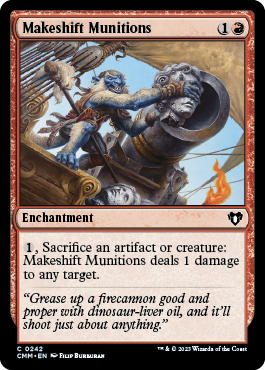 Makeshift Munitions 1
Enchantment
1, Sacrifice an artifact or creature:
Makeshift Munitions deals 1 damage
to any target.
“Grease up a firecannon good and
proper with dinosaur-liver oil, and it’ll
shoot just about anything.”
C 0242
CMM • EN FILIP BURBURAN
™ & © 2023 Wizards of the Coast